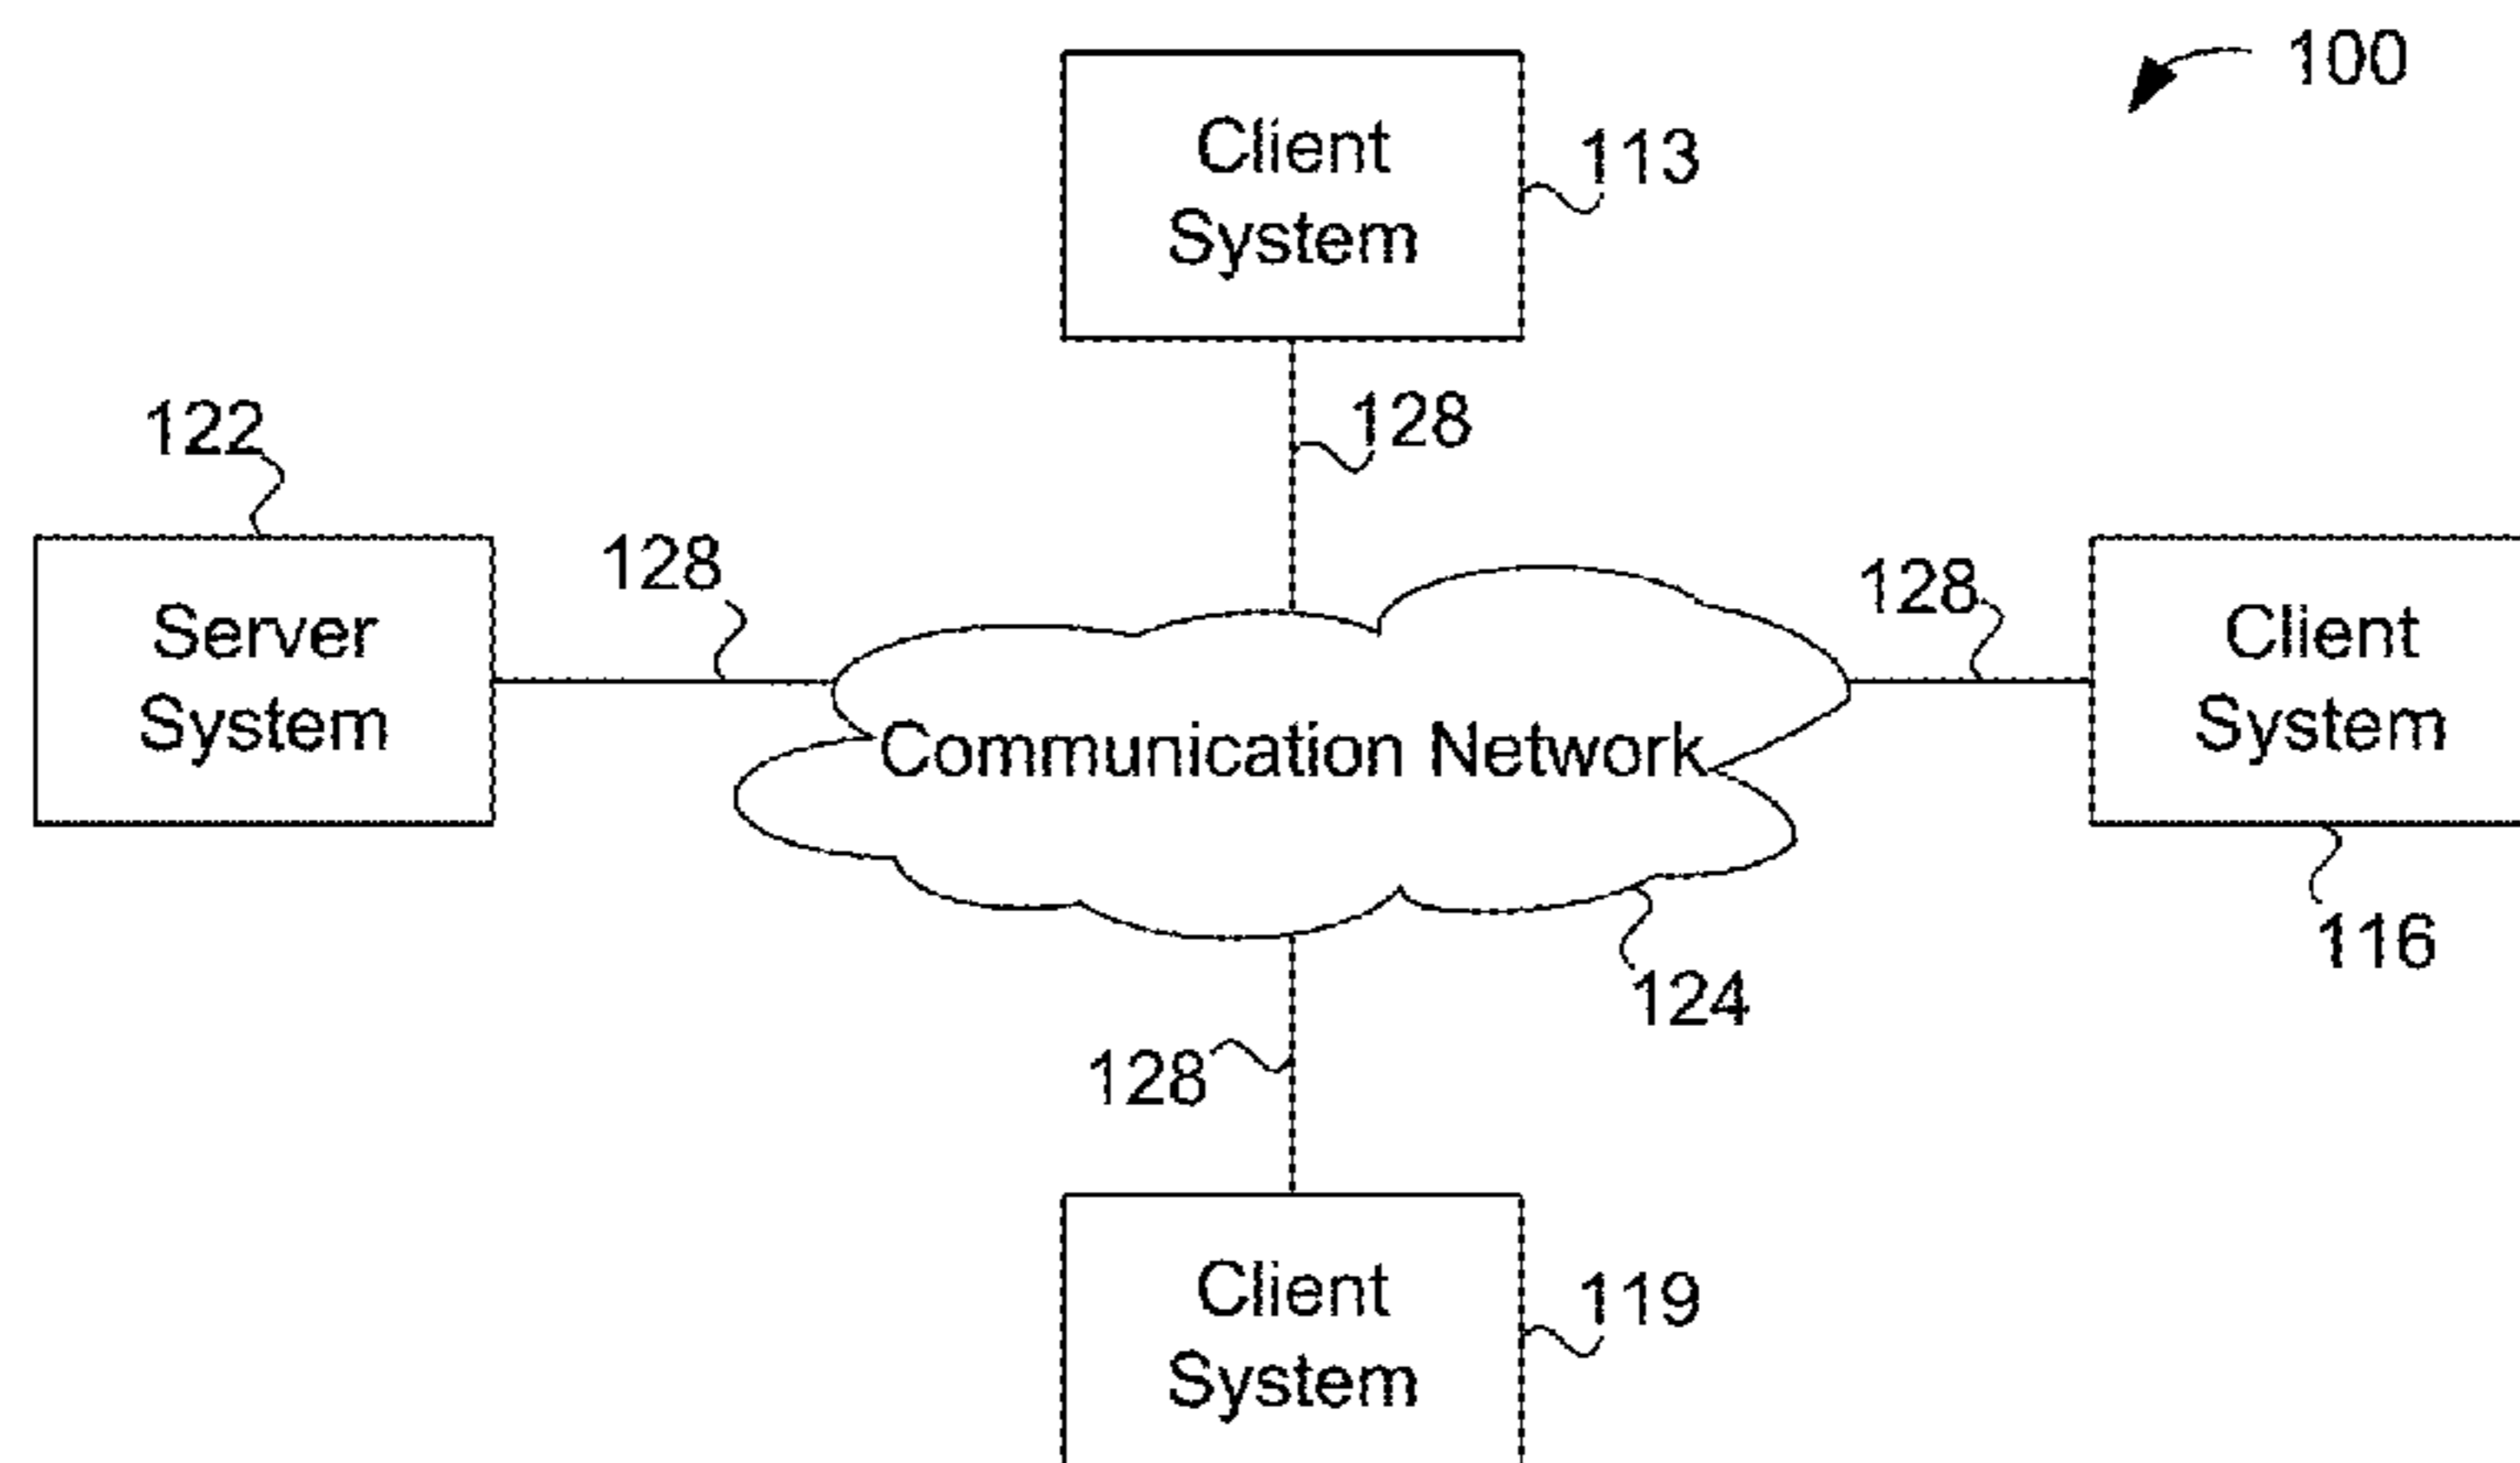 100
Client
System
113
128
122
128
128
Server
System
Client
System
Communication Network
116
124
128
Client
System
119